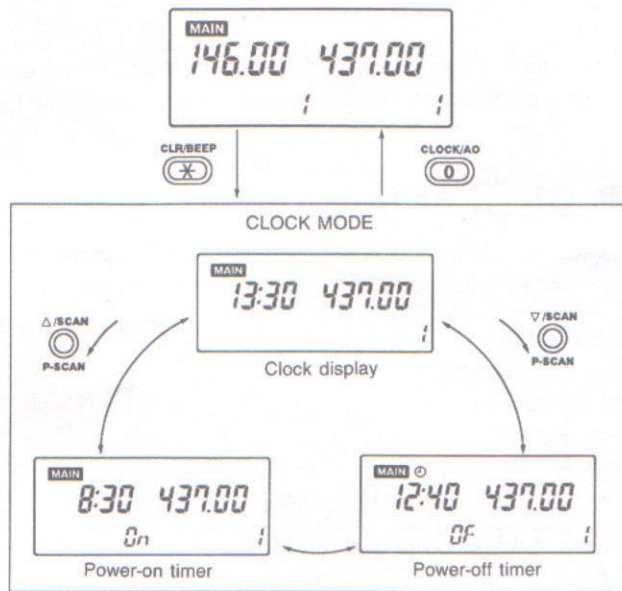 MAIN
146.00 437.00
1 1
CLR/BEEP
CLOCK/AO
0
CLOCK MODE
MAIN
13:30 437.00
1
△/SCAN
P-SCAN
▽/SCAN
P-SCAN
Clock display
MAIN
8:30 437.00
On 1
Power-on timer
MAIN
12:40 437.00
OF 1
Power-off timer